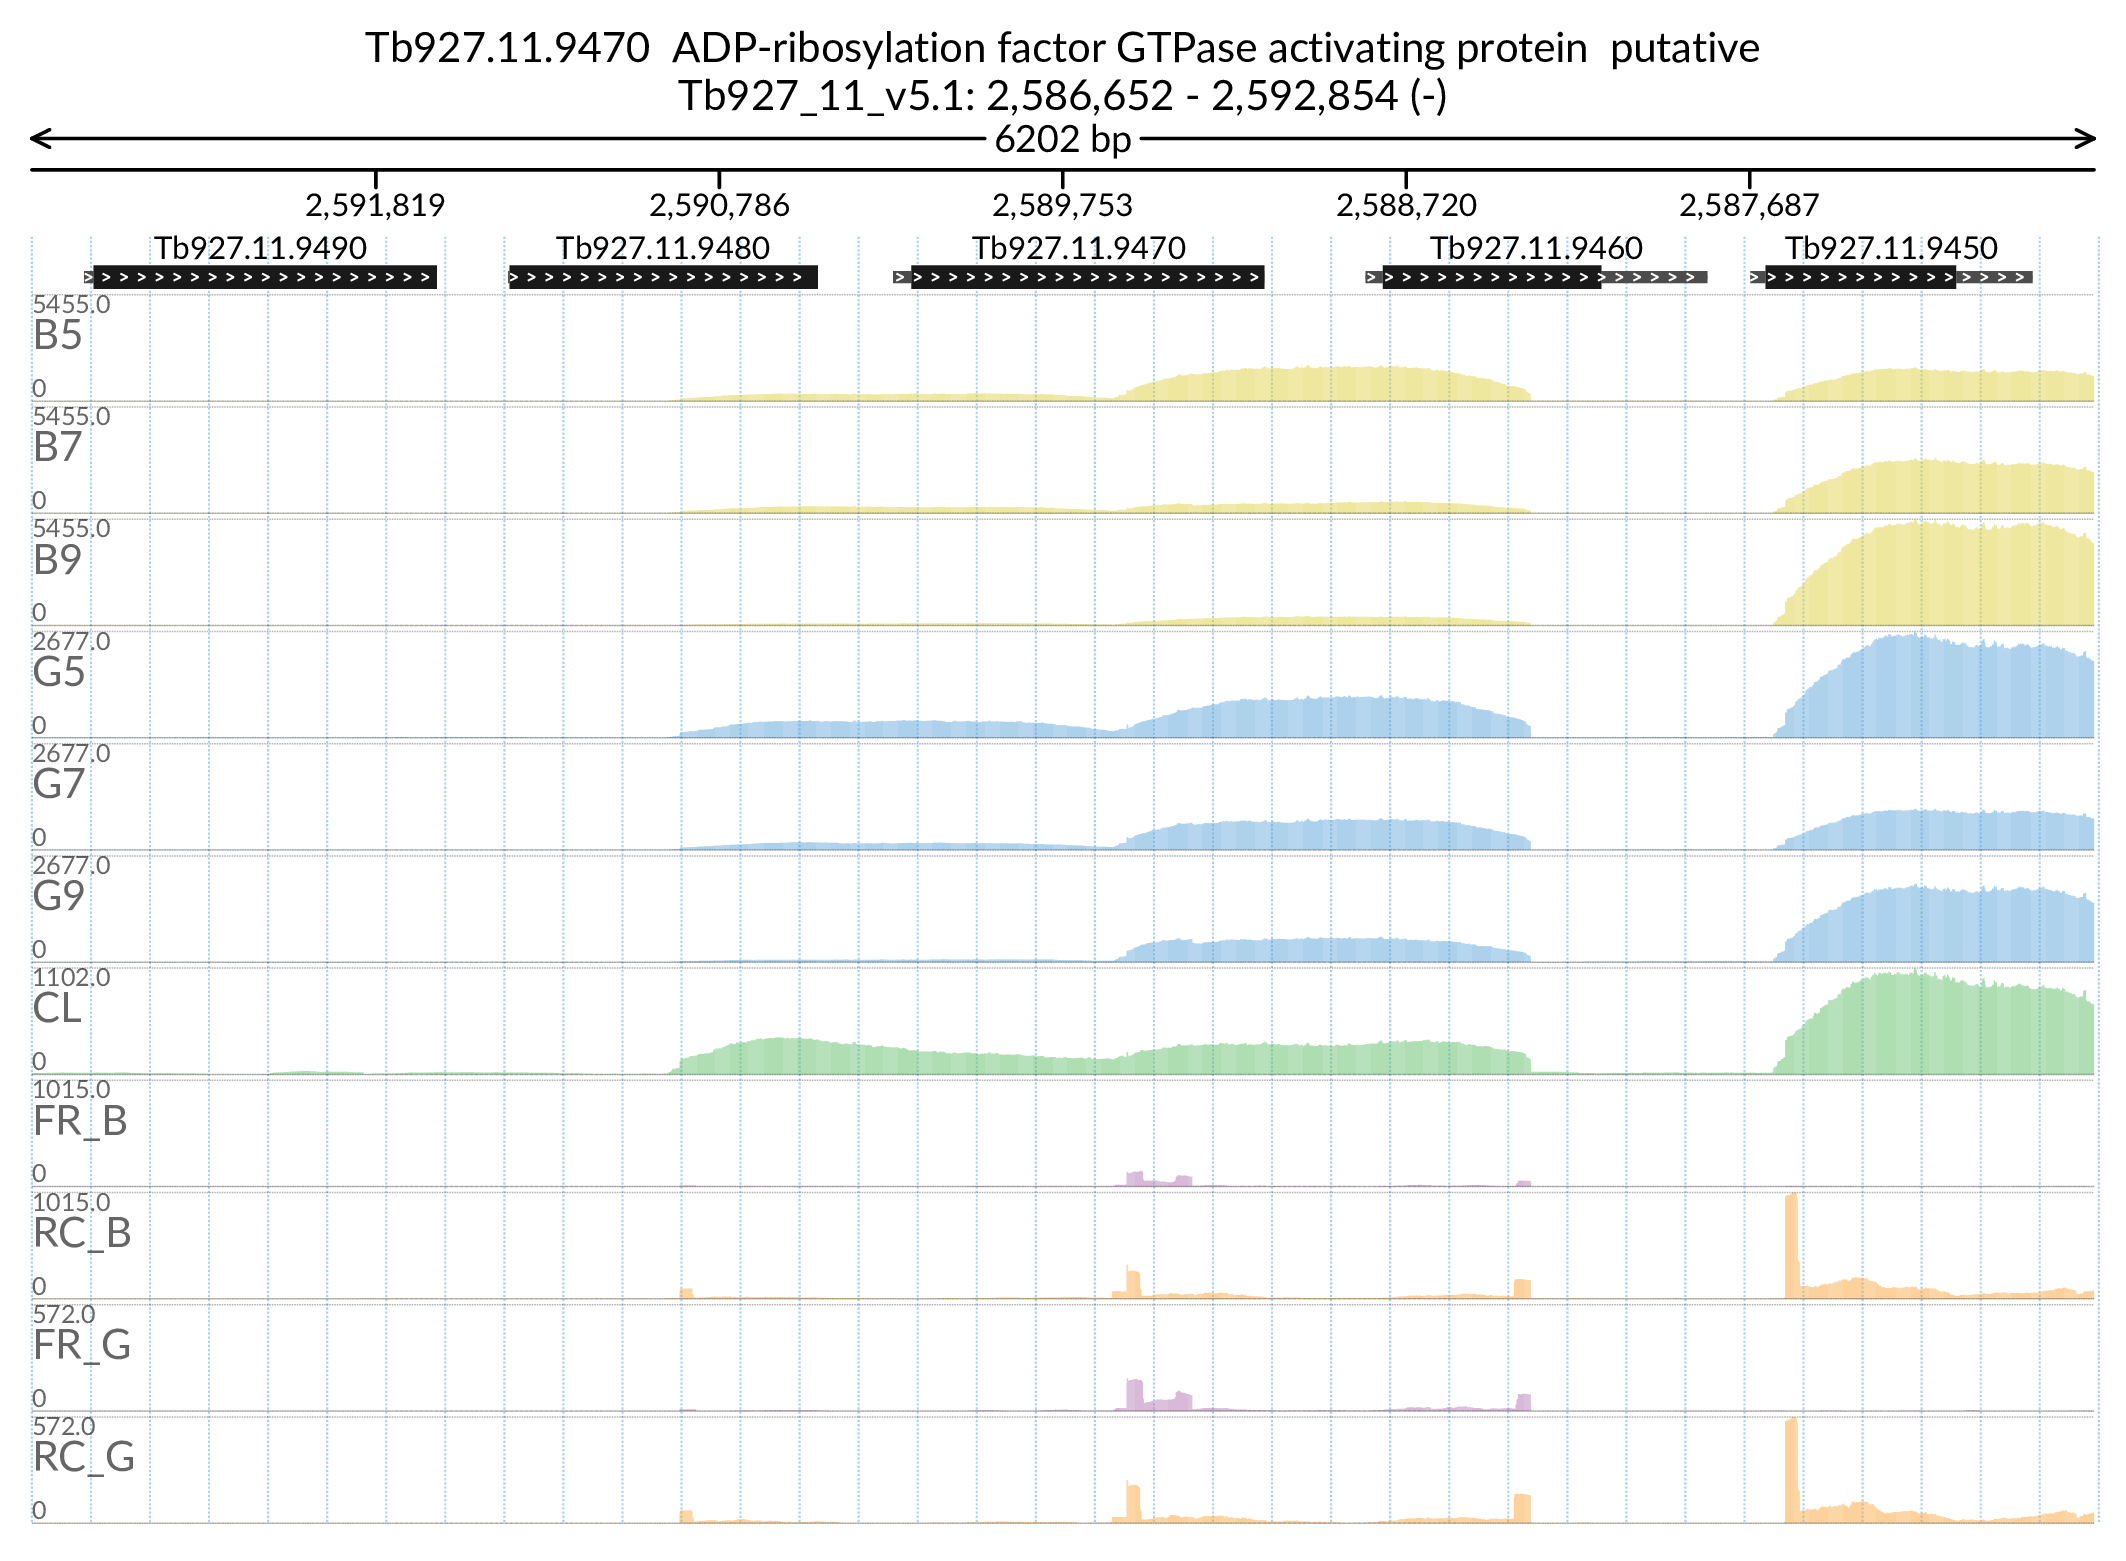 Tb927.11.9470 ADP-ribosylation factor GTPase activating protein putative
Tb927_11_v5.1: 2,586,652 - 2,592,854 (-)
6202 bp
2,591,819 2,590,786 2,589,753 2,588,720 2,587,687
Tb927.11.9490 Tb927.11.9480 Tb927.11.9470 Tb927.11.9460 Tb927.11.9450
5455.0
B5
0
5455.0
B7
0
5455.0
B9
0
2677.0
G5
0
2677.0
G7
0
2677.0
G9
0
1102.0
CL
0
1015.0
FR_B
0
1015.0
RC_B
0
572.0
FR_G
0
572.0
RC_G
0